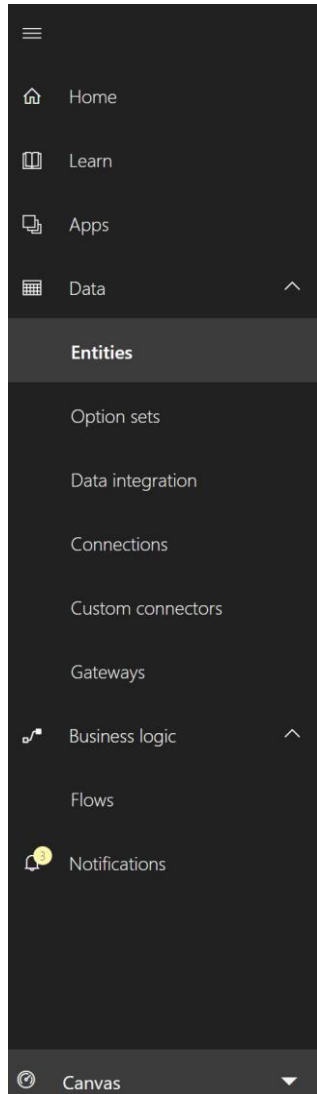 Home
Learn
Apps
Data
Entities
Option sets
Data integration
Connections
Custom connectors
Gateways
Business logic
Flows
3
Notifications
Canvas